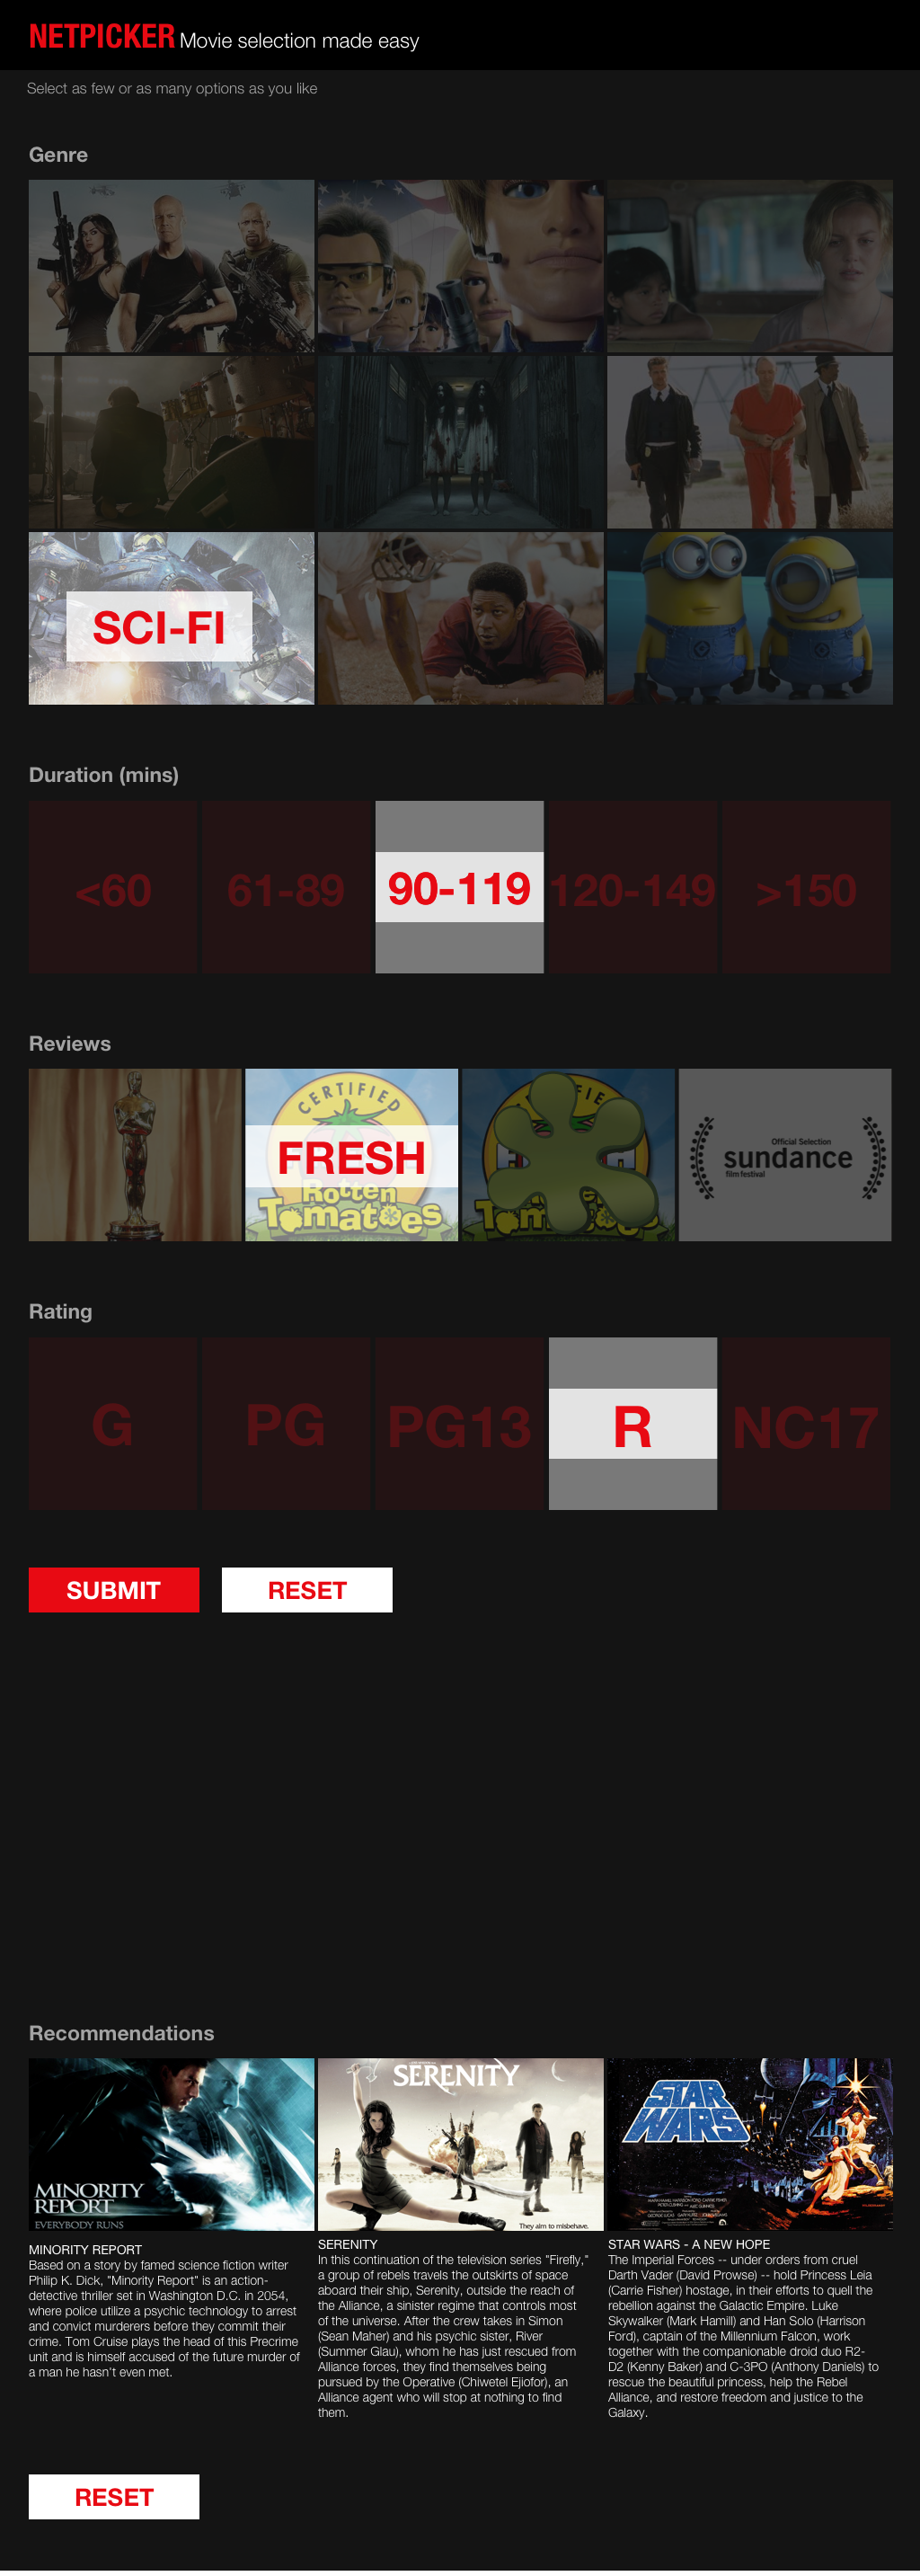 NETPICKER Movie selection made easy
Select as few or as many options as you like
Genre
SCI-FI
Duration (mins)
<60 61-89 90-119 120-149 >150
Reviews
CERTIFIED
FRESH
Rotten
Tomatoes
Official Selection
sundance
film festival
Rating
G PG PG13 R NC17
SUBMIT RESET
Recommendations
MINORITY
REPORT
EVERYBODY RUNS
SERENITY
They aim to misbehave.
STAR
WARS
MINORITY REPORT
Based on a story by famed science fiction writer
Philip K. Dick, "Minority Report" is an action-
detective thriller set in Washington D.C. in 2054,
where police utilize a psychic technology to arrest
and convict murderers before they commit their
crime. Tom Cruise plays the head of this Precrime
unit and is himself accused of the future murder of
a man he hasn't even met.
SERENITY
In this continuation of the television series "Firefly,"
a group of rebels travels the outskirts of space
aboard their ship, Serenity, outside the reach of
the Alliance, a sinister regime that controls most
of the universe. After the crew takes in Simon
(Sean Maher) and his psychic sister, River
(Summer Glau), whom he has just rescued from
Alliance forces, they find themselves being
pursued by the Operative (Chiwetel Ejiofor), an
Alliance agent who will stop at nothing to find
them.
STAR WARS - A NEW HOPE
The Imperial Forces -- under orders from cruel
Darth Vader (David Prowse) -- hold Princess Leia
(Carrie Fisher) hostage, in their efforts to quell the
rebellion against the Galactic Empire. Luke
Skywalker (Mark Hamill) and Han Solo (Harrison
Ford), captain of the Millennium Falcon, work
together with the companionable droid duo R2-
D2 (Kenny Baker) and C-3PO (Anthony Daniels) to
rescue the beautiful princess, help the Rebel
Alliance, and restore freedom and justice to the
Galaxy.
RESET